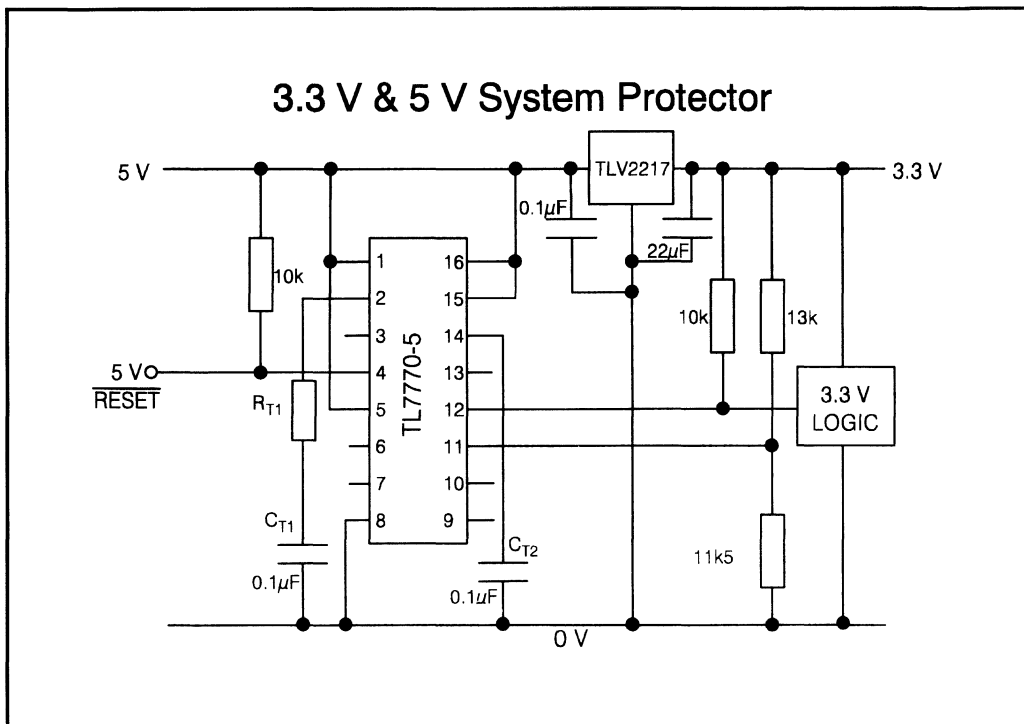 3.3 V & 5 V System Protector
5 V
TLV2217
3.3 V
0.1µF
22µF
10k
10k
13k
1
2
3
4
5
6
7
8
TL7770-5
16
15
14
13
12
11
10
9
5 V
RESET
R_T1
3.3 V
LOGIC
C_T1
0.1µF
C_T2
0.1µF
11k5
0 V